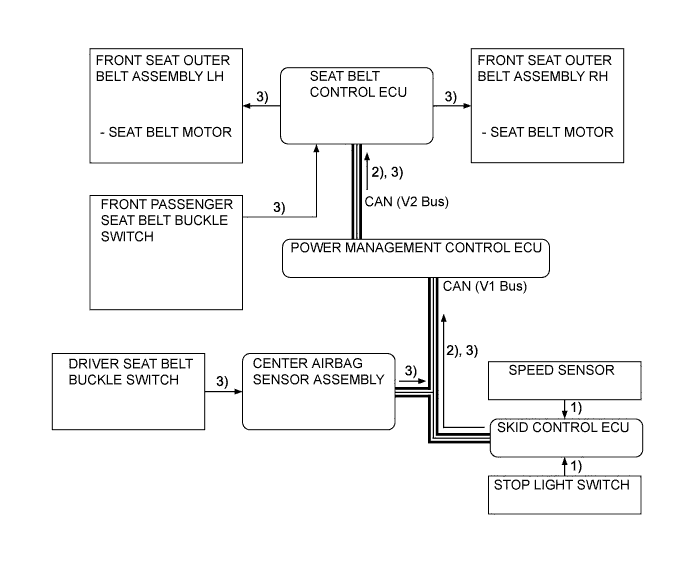 FRONT SEAT OUTER
BELT ASSEMBLY LH
- SEAT BELT MOTOR
3)
SEAT BELT
CONTROL ECU
3)
FRONT SEAT OUTER
BELT ASSEMBLY RH
- SEAT BELT MOTOR
2), 3)
CAN (V2 Bus)
FRONT PASSENGER
SEAT BELT BUCKLE
SWITCH
3)
POWER MANAGEMENT CONTROL ECU
CAN (V1 Bus)
2), 3)
DRIVER SEAT BELT
BUCKLE SWITCH
3)
CENTER AIRBAG
SENSOR ASSEMBLY
3)
SPEED SENSOR
1)
SKID CONTROL ECU
1)
STOP LIGHT SWITCH